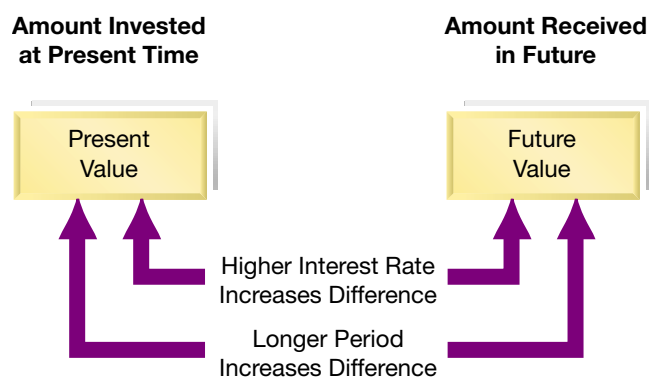 Amount Invested
at Present Time
Amount Received
in Future
Present
Value
Future
Value
Higher Interest Rate
Increases Difference
Longer Period
Increases Difference